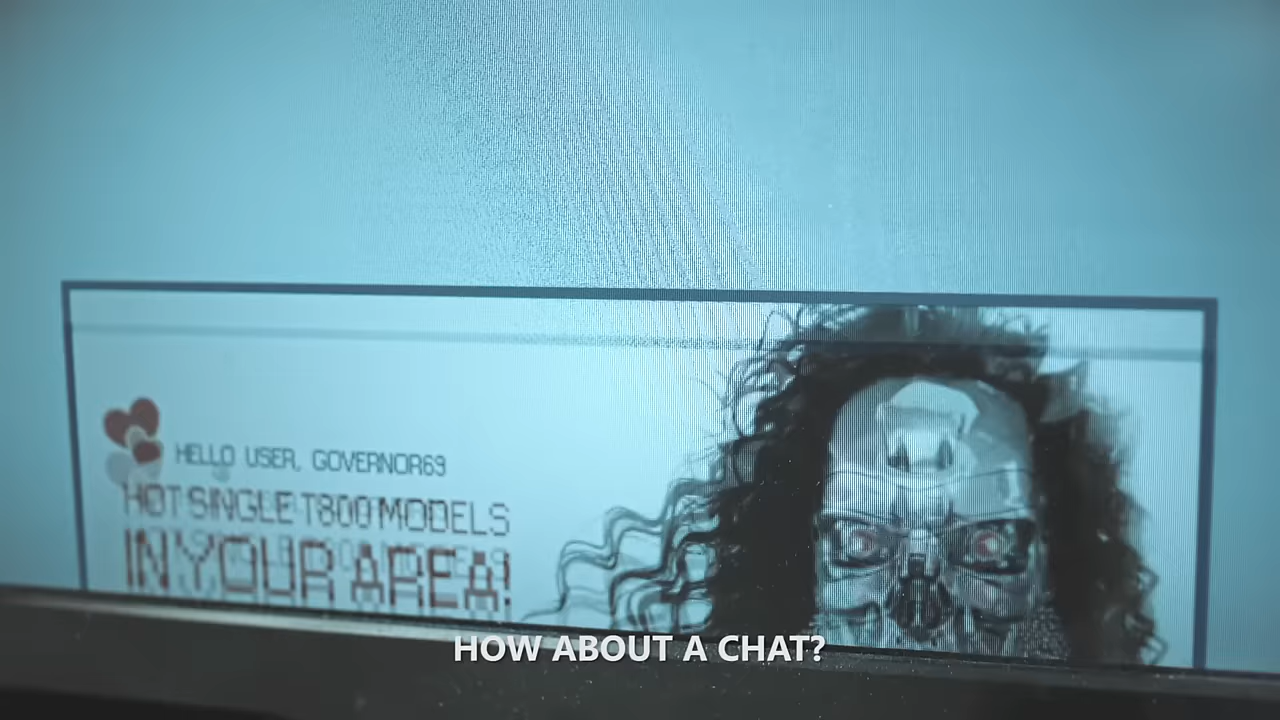 HELLO USER, GOVERNOR69
HOT SINGLE T800 MODELS
IN YOUR AREA!
HOW ABOUT A CHAT?